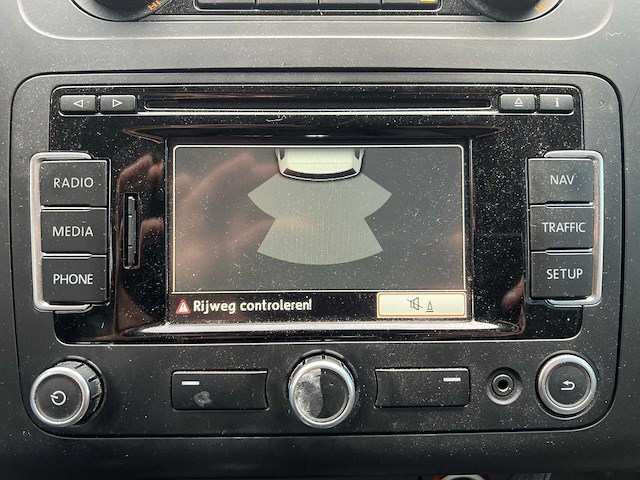 RADIO
NAV
MEDIA
TRAFFIC
PHONE
SETUP
Rijweg controleren!